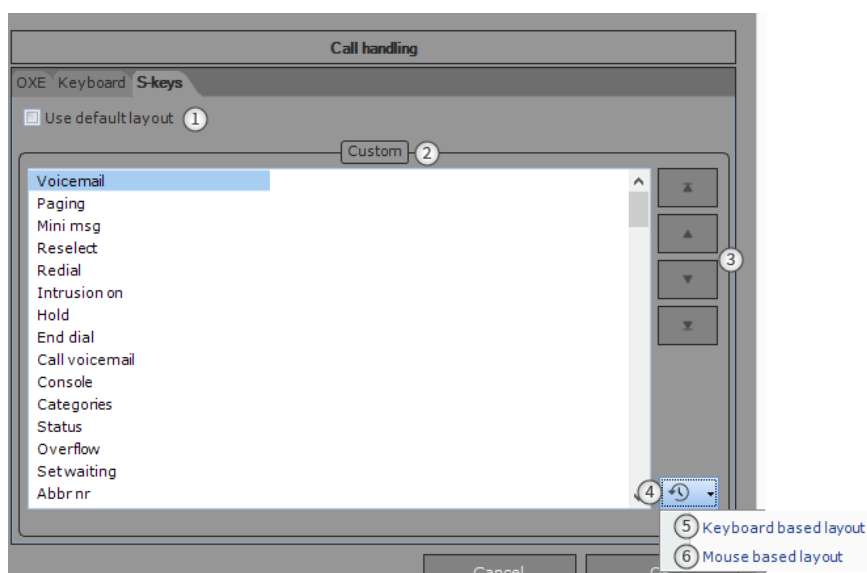 Call handling
OXE Keyboard S-keys
Use default layout 1
Custom 2
Voicemail
Paging
Mini msg
Reselect
3
Redial
Intrusion on
Hold
End dial
Call voicemail
Console
Categories
Status
Overflow
Set waiting
Abbr nr
4
5 Keyboard based layout
6 Mouse based layout
Cancel